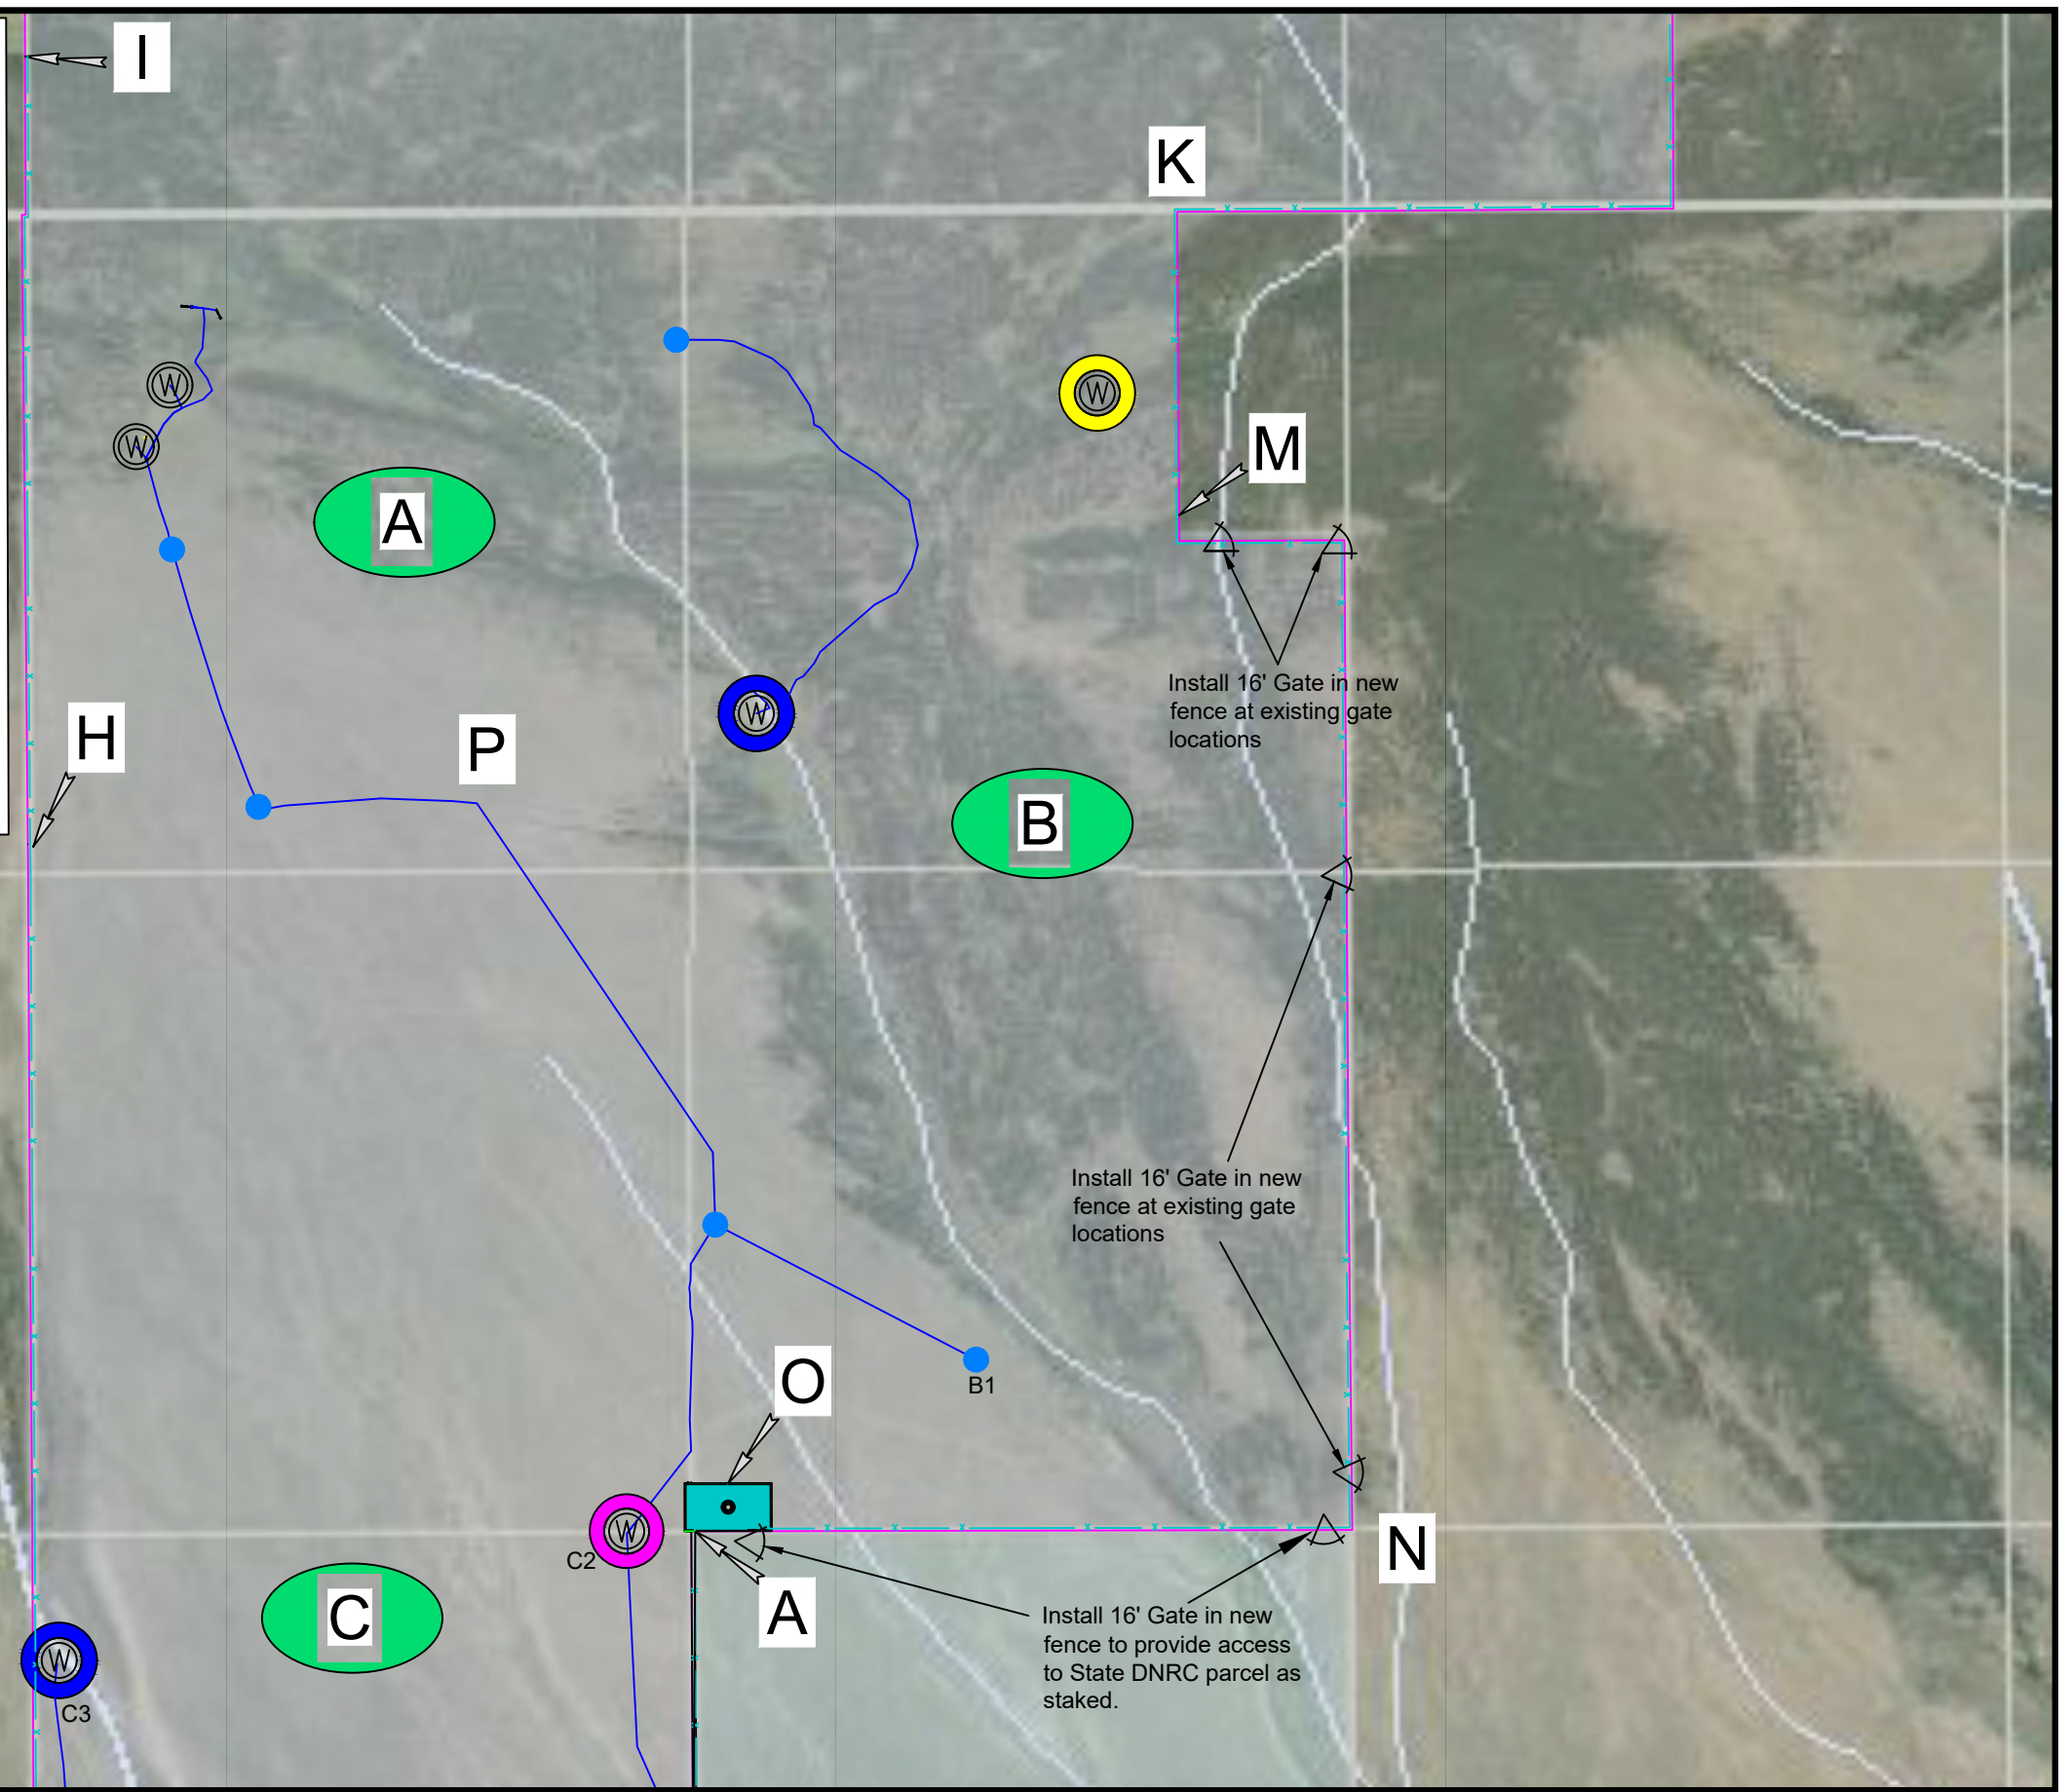 I
K
W
M
W
W
A
Install 16' Gate in new
fence at existing gate
locations
H
W
P
B
Install 16' Gate in new
fence at existing gate
locations
O
B1
W
C2
N
A
C
Install 16' Gate in new
fence to provide access
to State DNRC parcel as
staked.
W
C3